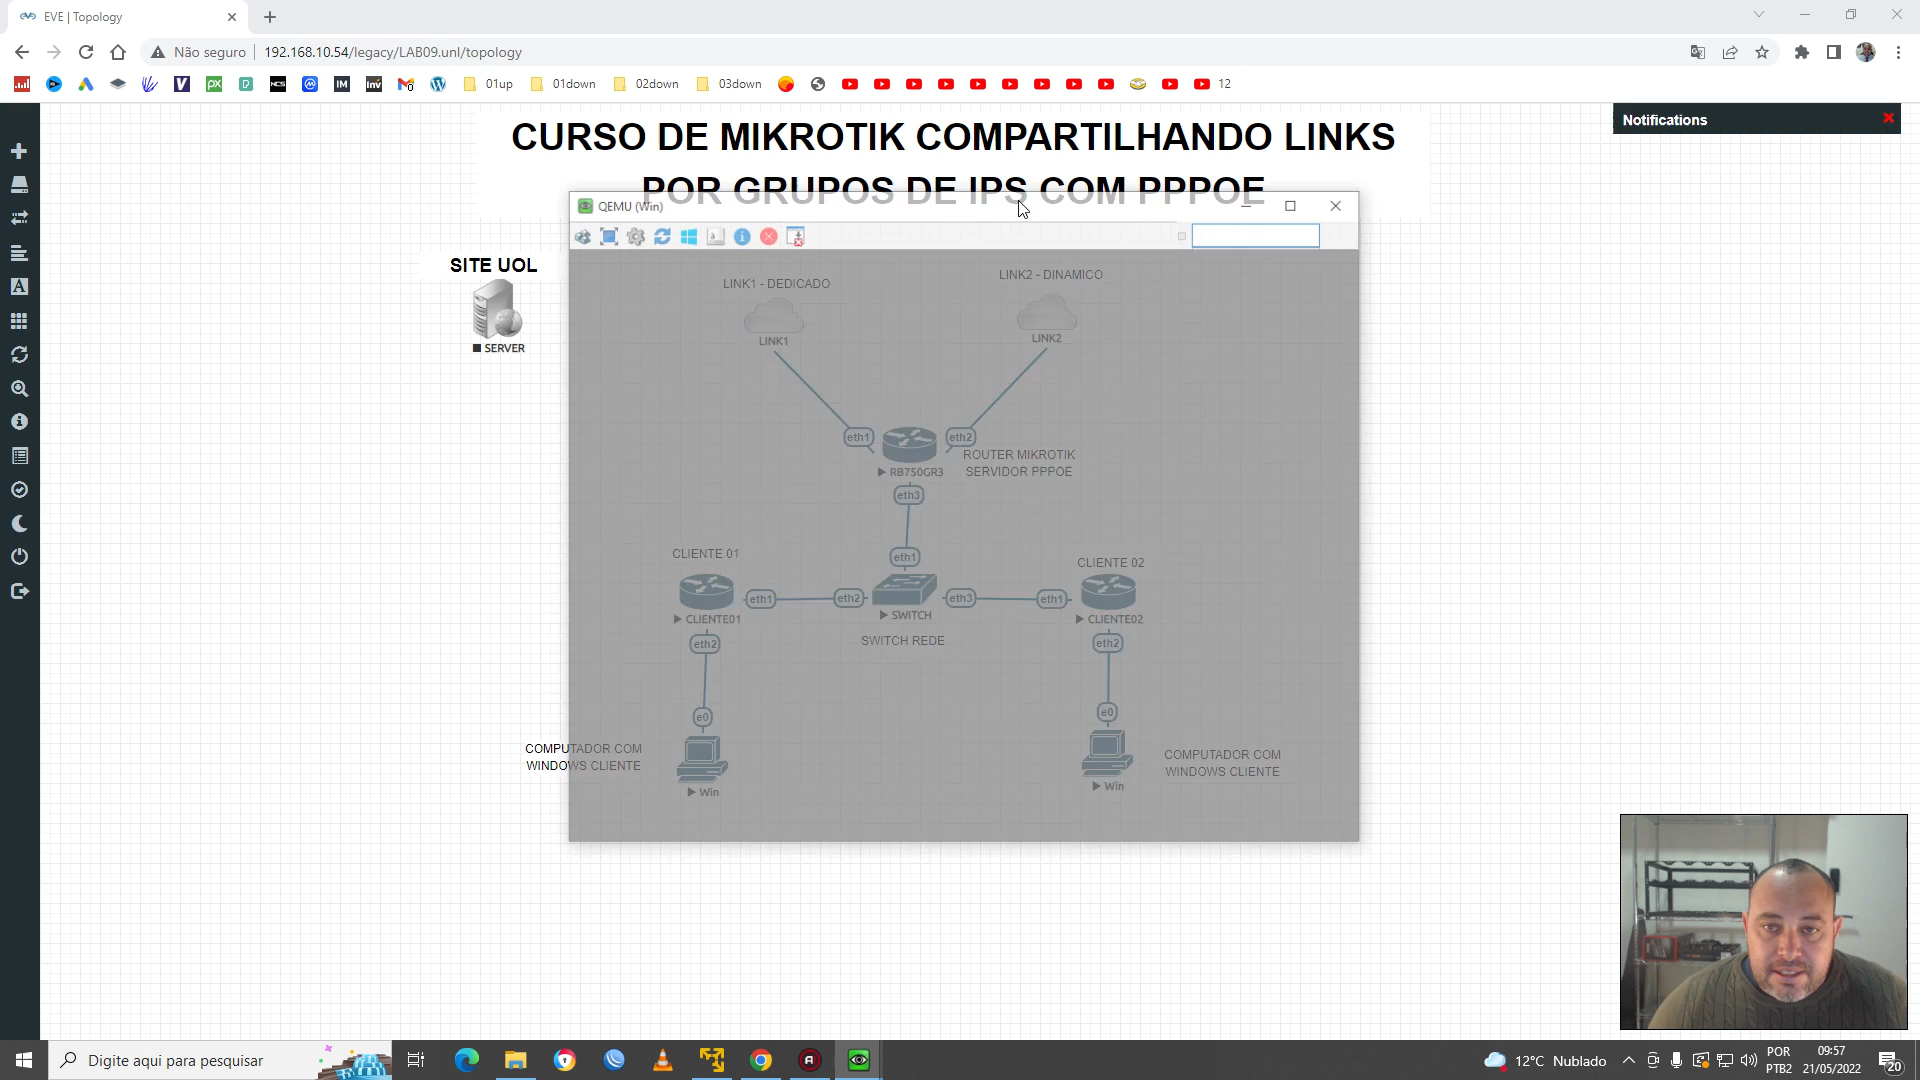 EVE | Topology
Não seguro
192.168.10.54/legacy/LAB09.unl/topology
01up
01down
02down
03down
12
Notifications
CURSO DE MIKROTIK COMPARTILHANDO LINKS
POR GRUPOS DE IPS COM PPPOE
QEMU (Win)
SITE UOL
SERVER
LINK1 - DEDICADO
LINK2 - DINAMICO
LINK1
LINK2
eth1
eth2
ROUTER MIKROTIK
SERVIDOR PPPOE
RB750GR3
eth3
eth1
CLIENTE 01
CLIENTE 02
eth1
eth2
eth3
eth1
CLIENTE01
SWITCH
CLIENTE02
SWITCH REDE
eth2
eth2
e0
e0
COMPUTADOR COM
WINDOWS CLIENTE
COMPUTADOR COM
WINDOWS CLIENTE
Win
Win
Digite aqui para pesquisar
12°C Nublado
POR
PTB2
09:57
21/05/2022
20